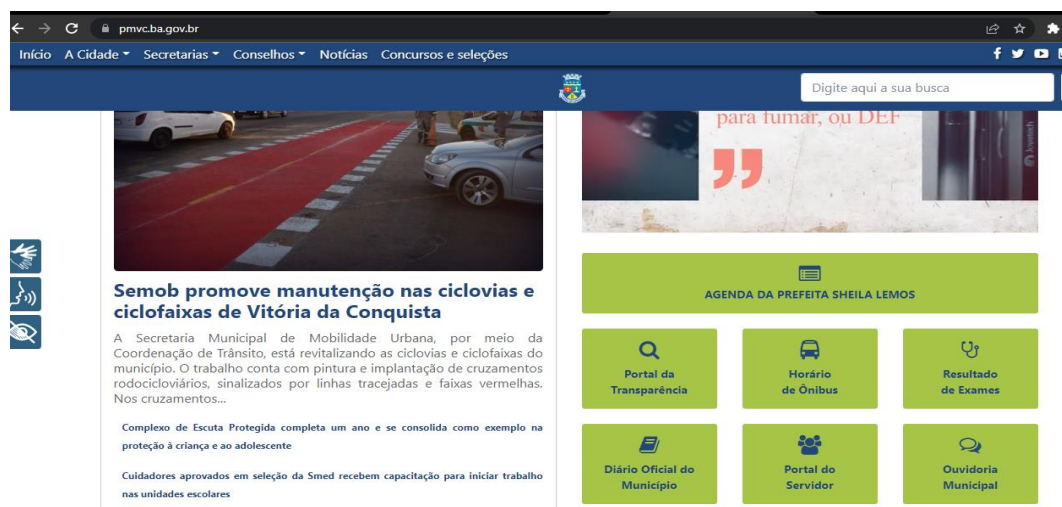 pmvc.ba.gov.br
Início A Cidade Secretarias Conselhos Notícias Concursos e seleções
Digite aqui a sua busca
para fumar, ou DEF
”
Joyetech
Semob promove manutenção nas ciclovias e
ciclofaixas de Vitória da Conquista
A Secretaria Municipal de Mobilidade Urbana, por meio da
Coordenação de Trânsito, está revitalizando as ciclovias e ciclofaixas do
município. O trabalho conta com pintura e implantação de cruzamentos
rodocicloviários, sinalizados por linhas tracejadas e faixas vermelhas.
Nos cruzamentos...
Complexo de Escuta Protegida completa um ano e se consolida como exemplo na
proteção à criança e ao adolescente
Cuidadores aprovados em seleção da Smed recebem capacitação para iniciar trabalho
nas unidades escolares
AGENDA DA PREFEITA SHEILA LEMOS
Portal da
Transparência
Horário
de Ônibus
Resultado
de Exames
Diário Oficial do
Município
Portal do
Servidor
Ouvidoria
Municipal